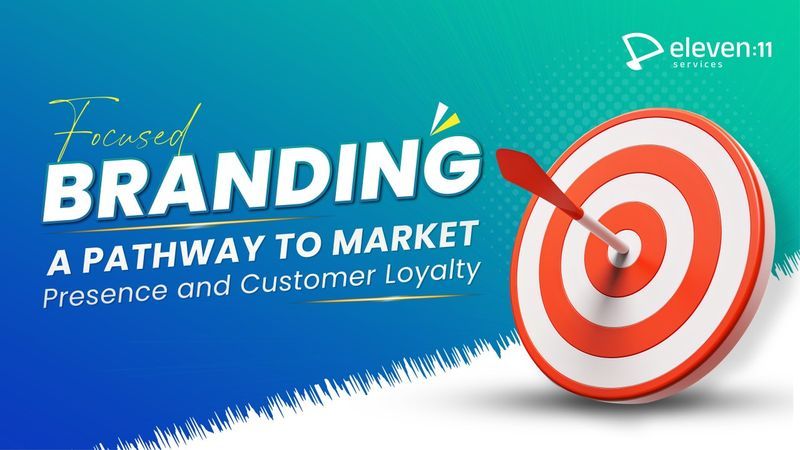 eleven:11
services
Focused
BRANDING
A PATHWAY TO MARKET
Presence and Customer Loyalty